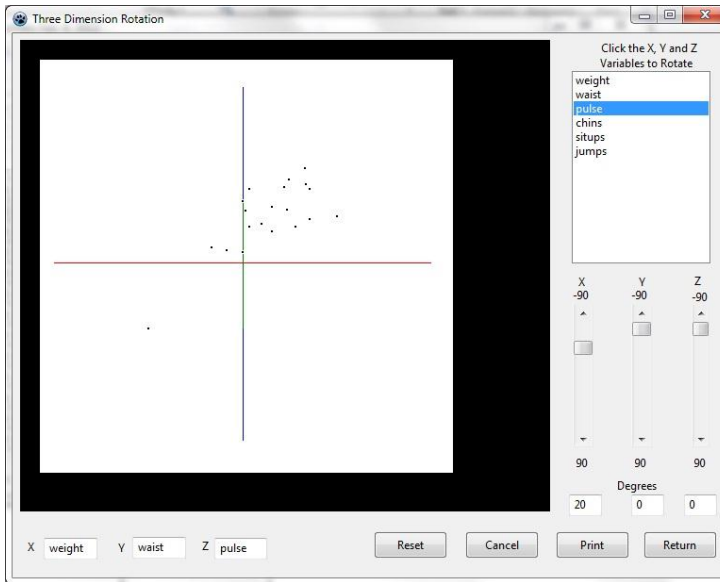 Three Dimension Rotation
Click the X, Y and Z
Variables to Rotate
weight
waist
pulse
chins
situps
jumps
X Y Z
-90 -90 -90
90 90 90
Degrees
20 0 0
X weight Y waist Z pulse Reset Cancel Print Return